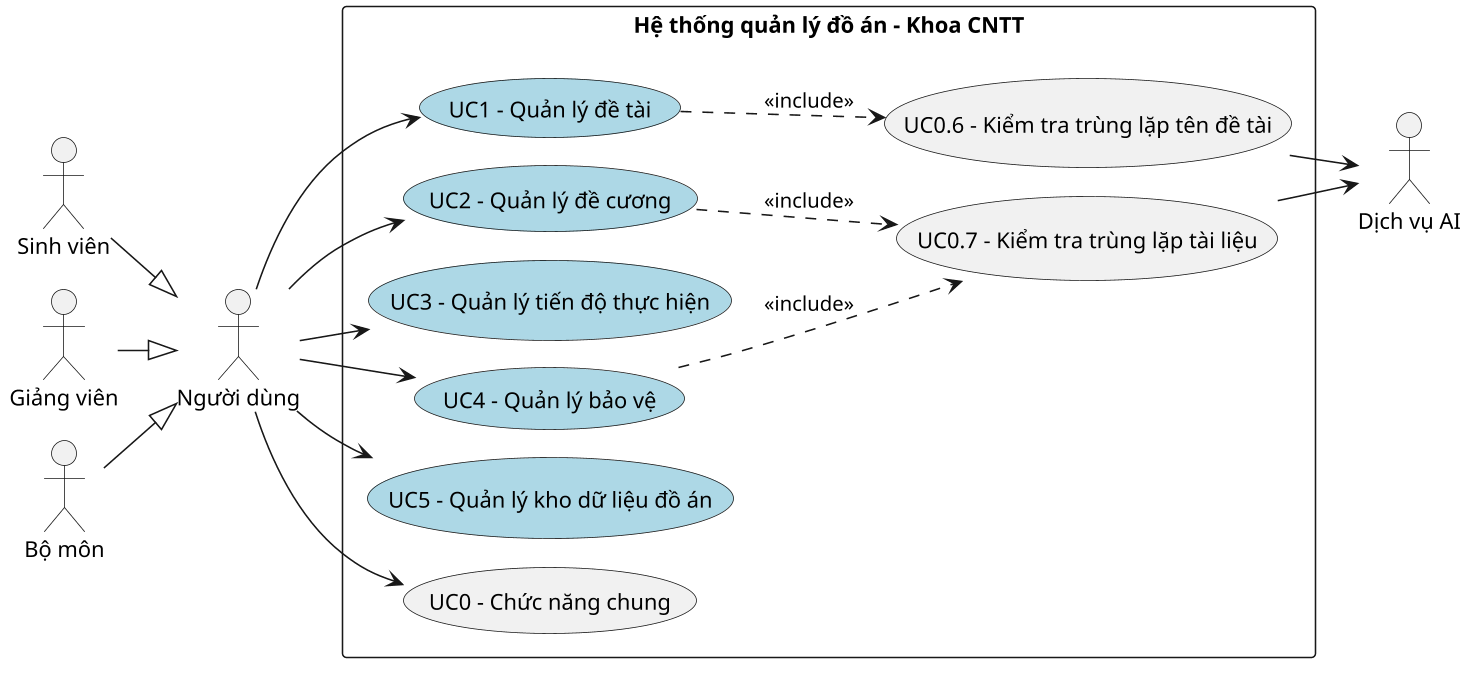 Hệ thống quản lý đồ án - Khoa CNTT
UC1 - Quản lý đề tài
«include»
UC0.6 - Kiểm tra trùng lặp tên đề tài
UC2 - Quản lý đề cương
«include»
UC0.7 - Kiểm tra trùng lặp tài liệu
Dịch vụ AI
Sinh viên
UC3 - Quản lý tiến độ thực hiện
«include»
Giảng viên
Người dùng
UC4 - Quản lý bảo vệ
UC5 - Quản lý kho dữ liệu đồ án
Bộ môn
UC0 - Chức năng chung